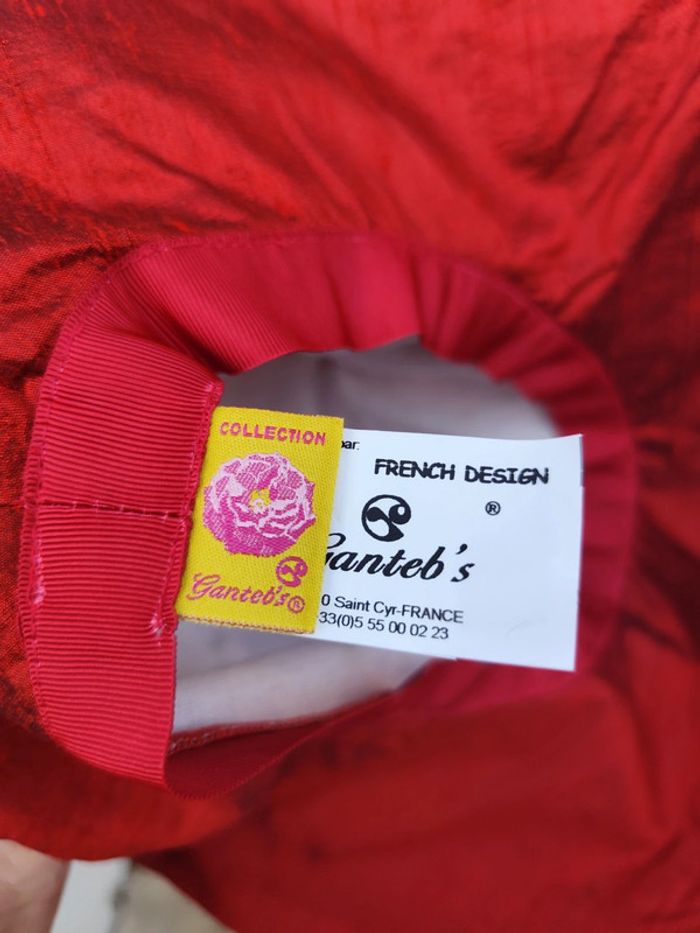 COLLECTION
Ganteb's®
par:
FRENCH DESIGN
®
Ganteb's
0 Saint Cyr-FRANCE
33(0)5 55 00 02 23